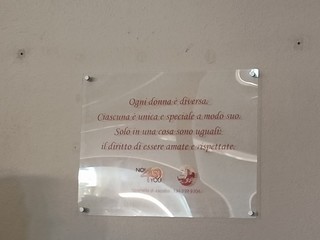 Ogni donna è diversa.
Ciascuna è unica e speciale a modo suo.
Solo in una cosa sono uguali:
il diritto di essere amate e rispettate.
NOI